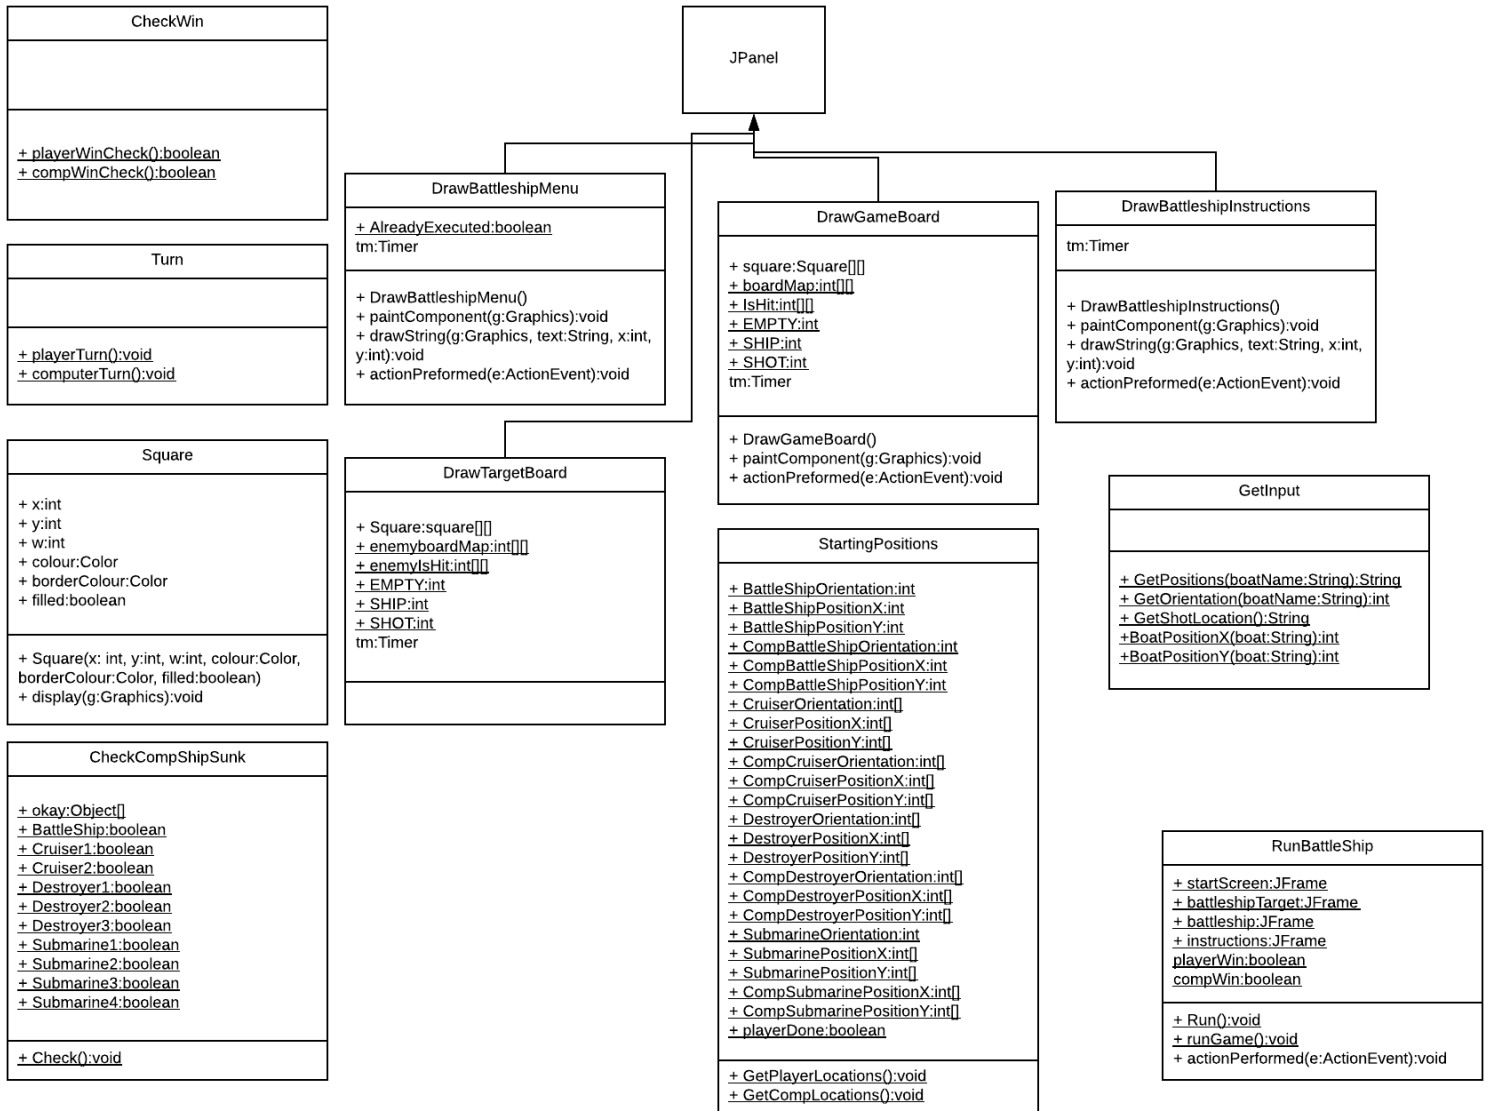 CheckWin
+ playerWinCheck():boolean
+ compWinCheck():boolean
Turn
+ playerTurn():void
+ computerTurn():void
Square
+ x:int
+ y:int
+ w:int
+ colour:Color
+ borderColour:Color
+ filled:boolean
+ Square(x: int, y:int, w:int, colour:Color,
borderColour:Color, filled:boolean)
+ display(g:Graphics):void
CheckCompShipSunk
+ okay:Object[]
+ BattleShip:boolean
+ Cruiser1:boolean
+ Cruiser2:boolean
+ Destroyer1:boolean
+ Destroyer2:boolean
+ Destroyer3:boolean
+ Submarine1:boolean
+ Submarine2:boolean
+ Submarine3:boolean
+ Submarine4:boolean
+ Check():void
JPanel
DrawBattleshipMenu
+ AlreadyExecuted:boolean
tm:Timer
+ DrawBattleshipMenu()
+ paintComponent(g:Graphics):void
+ drawString(g:Graphics, text:String, x:int,
y:int):void
+ actionPreformed(e:ActionEvent):void
DrawTargetBoard
+ Square:square[][]
+ enemyboardMap:int[][]
+ enemyIsHit:int[][]
+ EMPTY:int
+ SHIP:int
+ SHOT:int
tm:Timer
DrawGameBoard
+ square:Square[][]
+ boardMap:int[][]
+ IsHit:int[][]
+ EMPTY:int
+ SHIP:int
+ SHOT:int
tm:Timer
+ DrawGameBoard()
+ paintComponent(g:Graphics):void
+ actionPreformed(e:ActionEvent):void
StartingPositions
+ BattleShipOrientation:int
+ BattleShipPositionX:int
+ BattleShipPositionY:int
+ CompBattleShipOrientation:int
+ CompBattleShipPositionX:int
+ CompBattleShipPositionY:int
+ CruiserOrientation:int[]
+ CruiserPositionX:int[]
+ CruiserPositionY:int[]
+ CompCruiserOrientation:int[]
+ CompCruiserPositionX:int[]
+ CompCruiserPositionY:int[]
+ DestroyerOrientation:int[]
+ DestroyerPositionX:int[]
+ DestroyerPositionY:int[]
+ CompDestroyerOrientation:int[]
+ CompDestroyerPositionX:int[]
+ CompDestroyerPositionY:int[]
+ SubmarineOrientation:int
+ SubmarinePositionX:int[]
+ SubmarinePositionY:int[]
+ CompSubmarinePositionX:int[]
+ CompSubmarinePositionY:int[]
+ playerDone:boolean
+ GetPlayerLocations():void
+ GetCompLocations():void
DrawBattleshipInstructions
tm:Timer
+ DrawBattleshipInstructions()
+ paintComponent(g:Graphics):void
+ drawString(g:Graphics, text:String, x:int,
y:int):void
+ actionPreformed(e:ActionEvent):void
GetInput
+ GetPositions(boatName:String):String
+ GetOrientation(boatName:String):int
+ GetShotLocation():String
+BoatPositionX(boat:String):int
+BoatPositionY(boat:String):int
RunBattleShip
+ startScreen:JFrame
+ battleshipTarget:JFrame
+ battleship:JFrame
+ instructions:JFrame
playerWin:boolean
compWin:boolean
+ Run():void
+ runGame():void
+ actionPerformed(e:ActionEvent):void